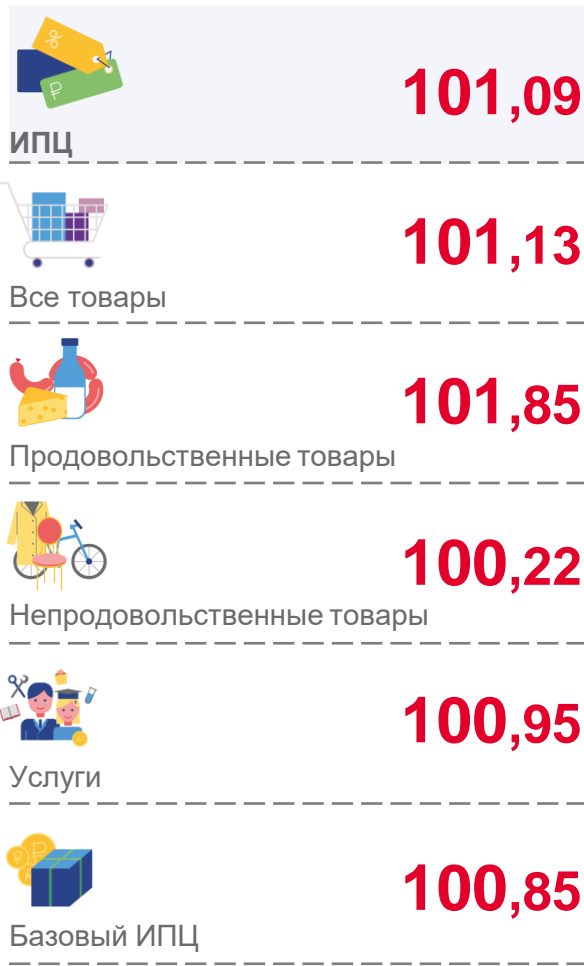 % ₽
101,09
ИПЦ
101,13
Все товары
101,85
Продовольственные товары
100,22
Непродовольственные товары
100,95
Услуги
₽ ₽
100,85
Базовый ИПЦ